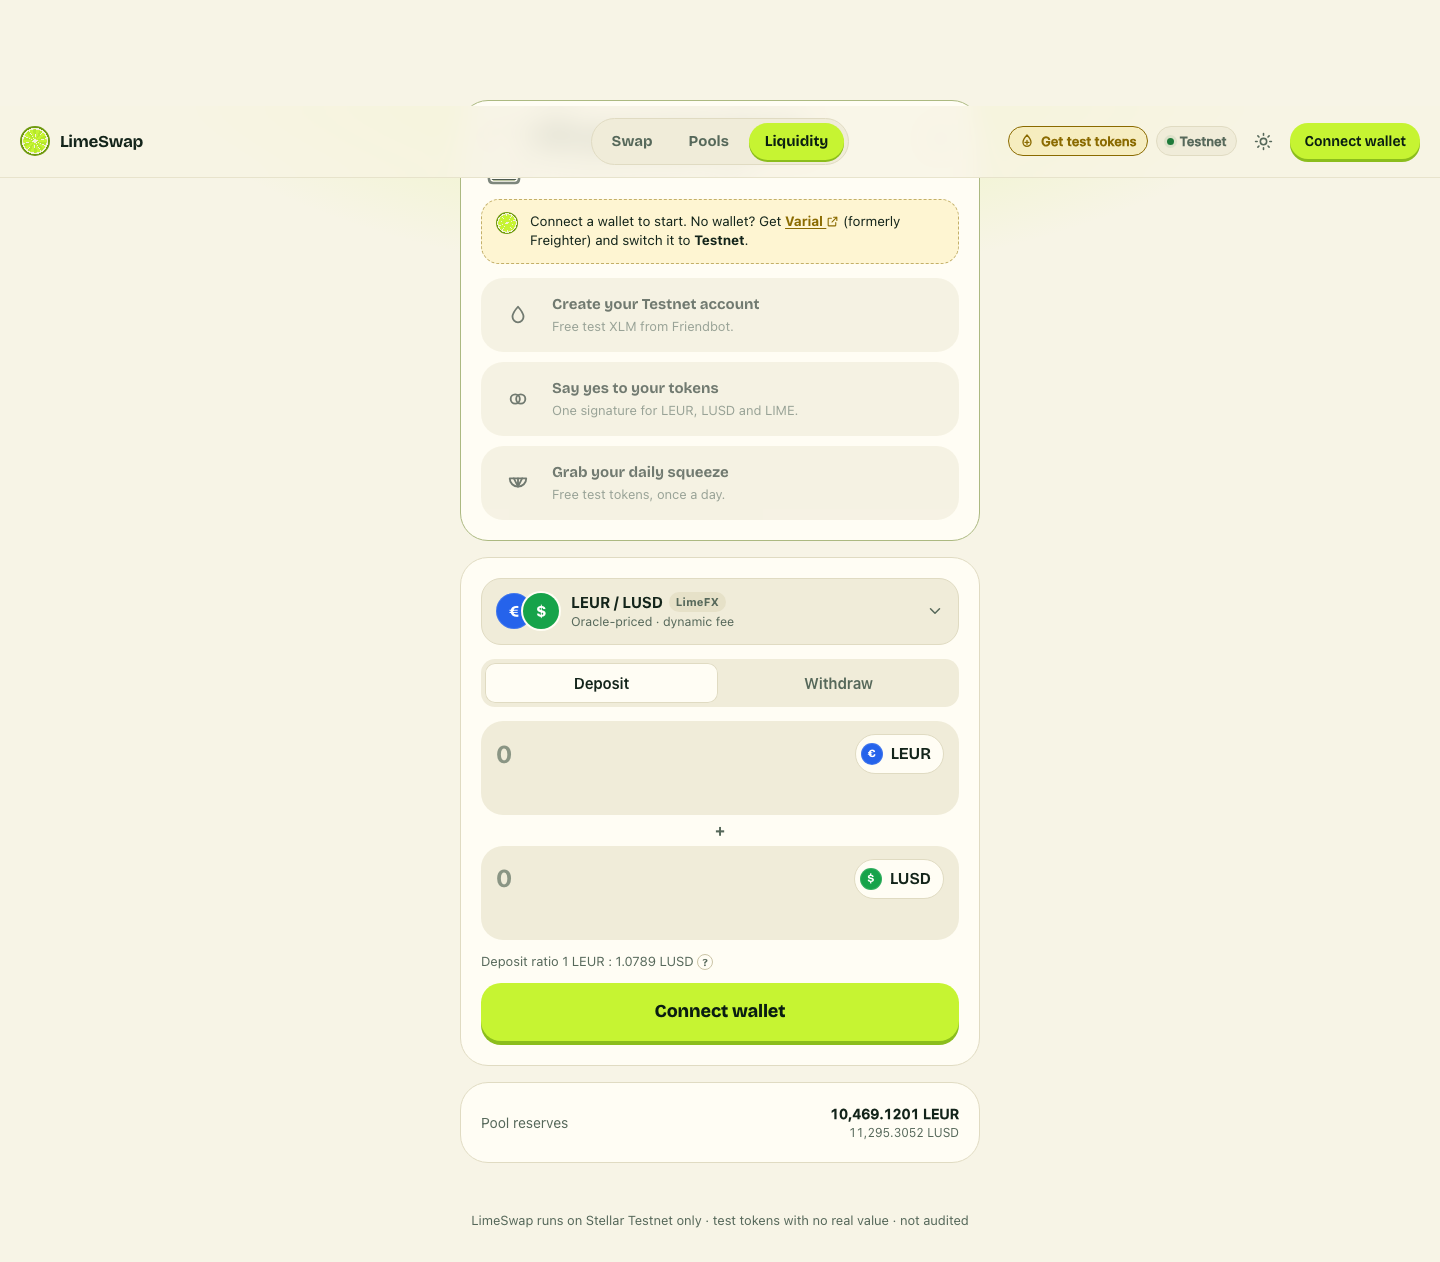 LimeSwap
Swap
Pools
Liquidity
Get test tokens
Testnet
Connect wallet
Connect a wallet to start. No wallet? Get Varial (formerly
Freighter) and switch it to Testnet.
Create your Testnet account
Free test XLM from Friendbot.
Say yes to your tokens
One signature for LEUR, LUSD and LIME.
Grab your daily squeeze
Free test tokens, once a day.
€ $
LEUR / LUSD LimeFX
Oracle-priced · dynamic fee
Deposit
Withdraw
0
€ LEUR
+
0
$ LUSD
Deposit ratio 1 LEUR : 1.0789 LUSD ?
Connect wallet
Pool reserves
10,469.1201 LEUR
11,295.3052 LUSD
LimeSwap runs on Stellar Testnet only · test tokens with no real value · not audited